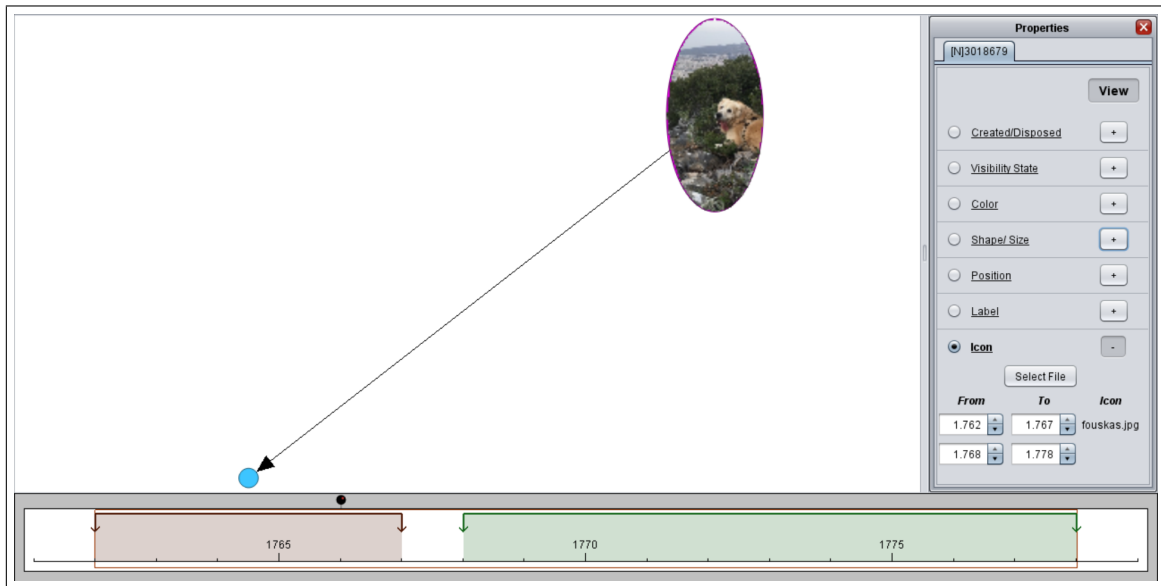 Properties
[N]3018679
View
Created/Disposed +
Visibility State +
Color +
Shape/ Size +
Position +
Label +
Icon -
Select File
From To Icon
1.762 1.767 fouskas.jpg
1.768 1.778
1765 1770 1775